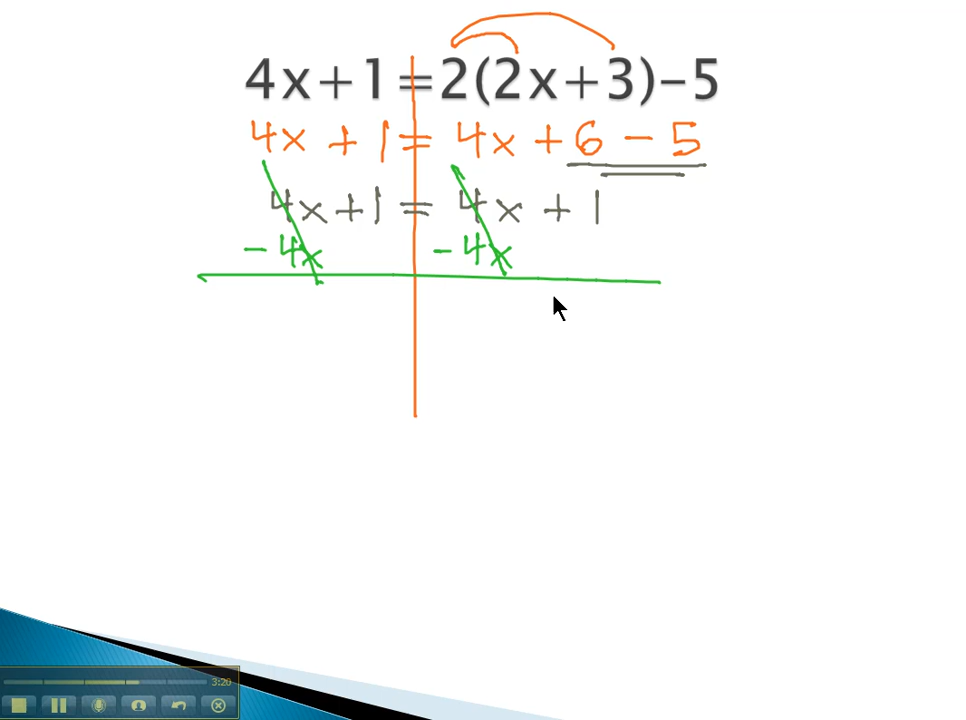 4x+1=2(2x+3)-5
4x + 1 = 4x + 6 - 5
4x+1 = 4x + 1
- 4x - 4x
3:20